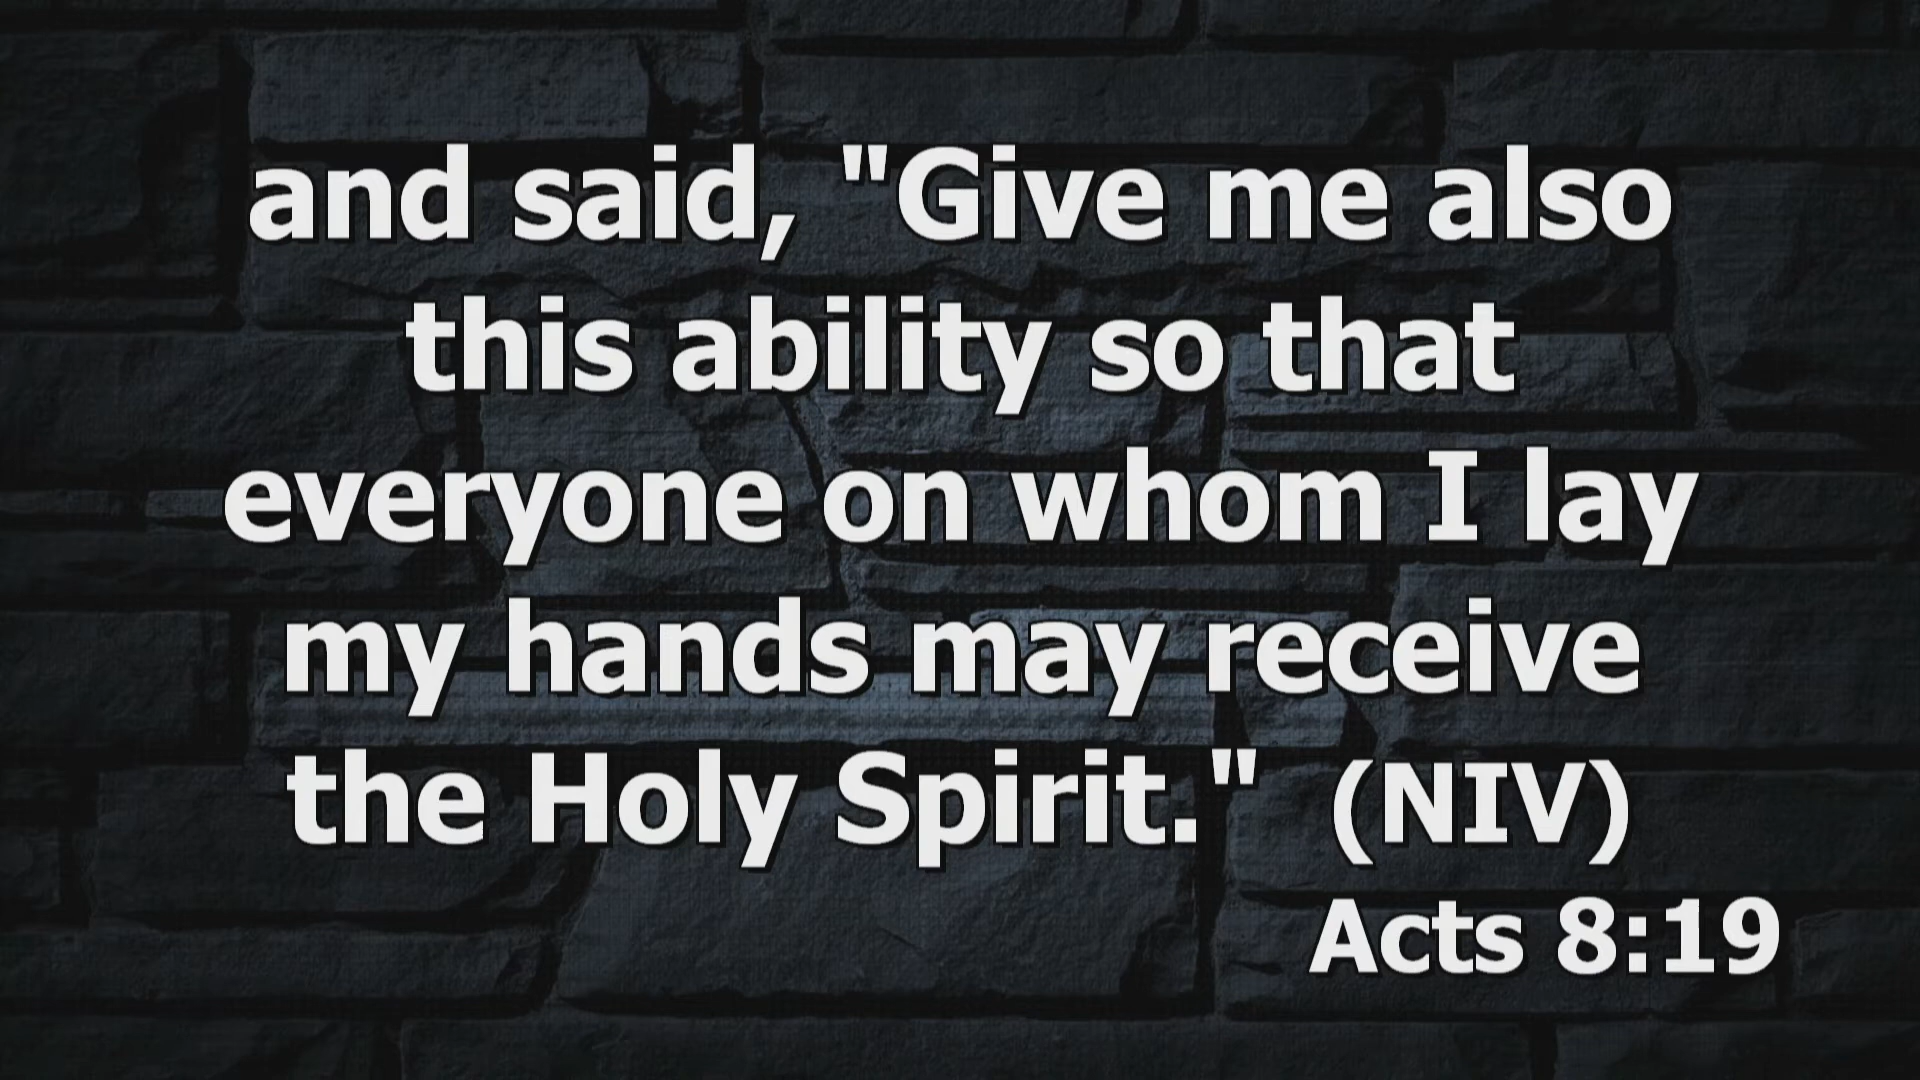 and said, "Give me also
this ability so that
everyone on whom I lay
my hands may receive
the Holy Spirit." (NIV)
Acts 8:19